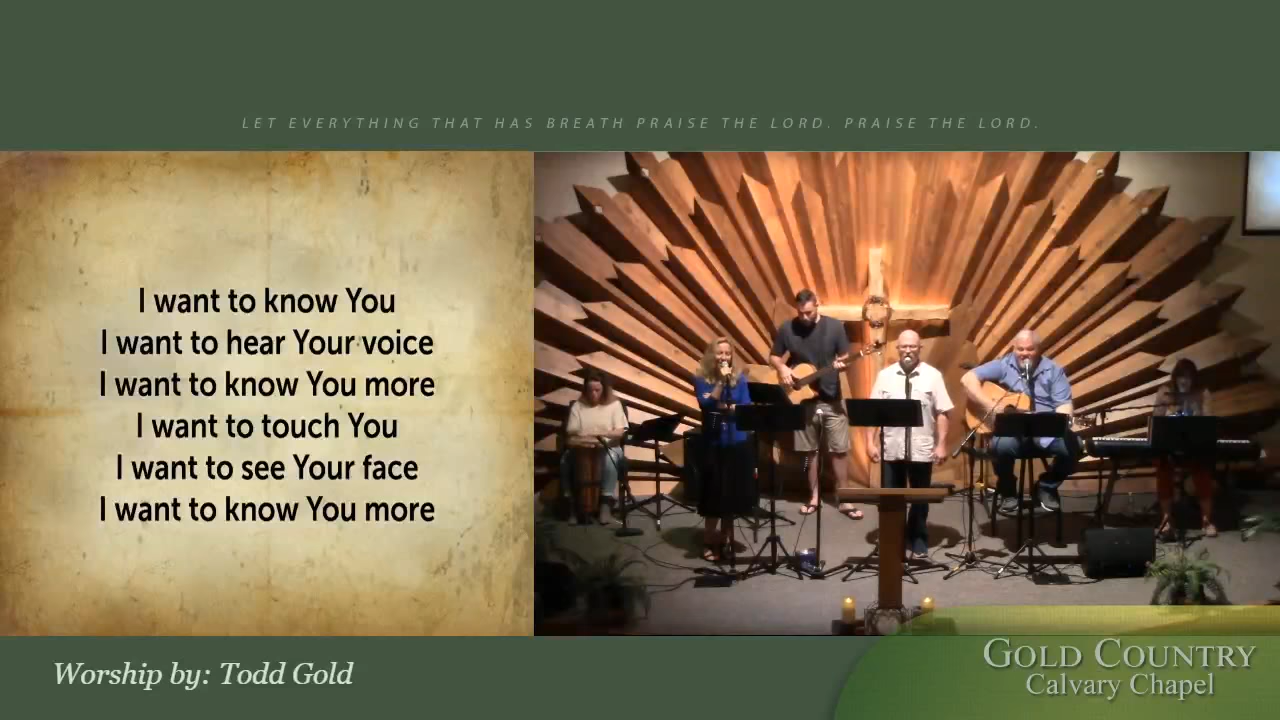 LET EVERYTHING THAT HAS BREATH PRAISE THE LORD. PRAISE THE LORD.
I want to know You
I want to hear Your voice
I want to know You more
I want to touch You
I want to see Your face
I want to know You more
Worship by: Todd Gold
GOLD COUNTRY
Calvary Chapel